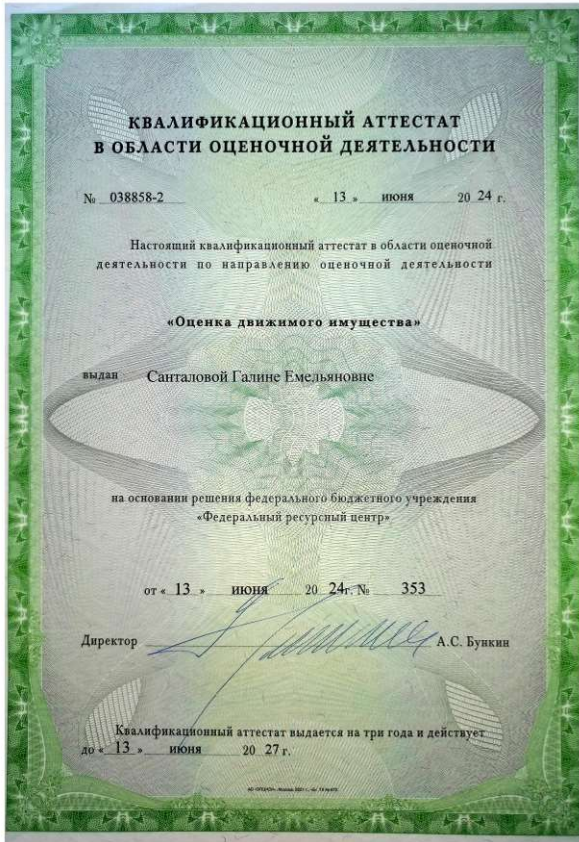 КВАЛИФИКАЦИОННЫЙ АТТЕСТАТ
В ОБЛАСТИ ОЦЕНОЧНОЙ ДЕЯТЕЛЬНОСТИ
№ 038858-2 « 13 » июня 20 24 г.
Настоящий квалификационный аттестат в области оценочной
деятельности по направлению оценочной деятельности
«Оценка движимого имущества»
выдан Санталовой Галине Емельяновне
на основании решения федерального бюджетного учреждения
«Федеральный ресурсный центр»
от « 13 » июня 20 24г. № 353
Директор А.С. Бункин
Квалификационный аттестат выдается на три года и действует
до « 13 » июня 20 27 г.